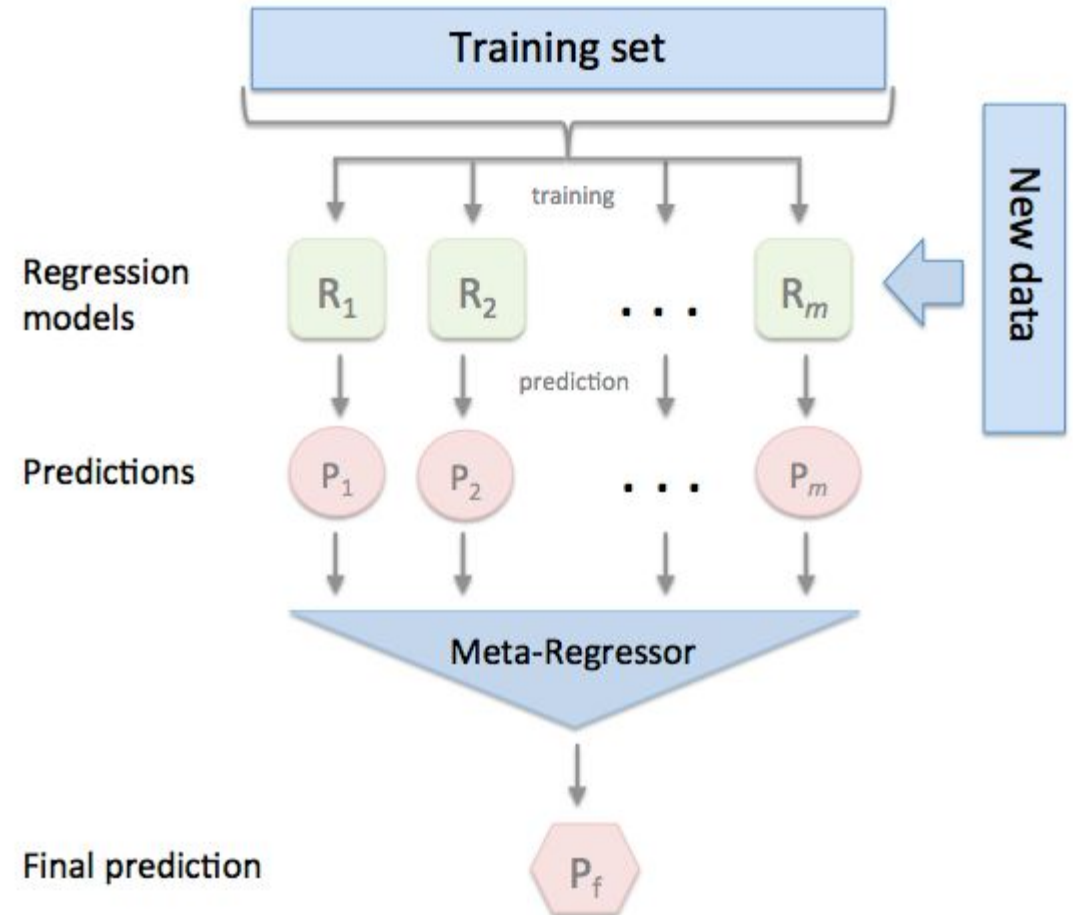 Training set
New data
training
Regression
models
R1
R2
. . .
Rm
prediction
Predictions
P1
P2
. . .
Pm
Meta-Regressor
Final prediction
Pf